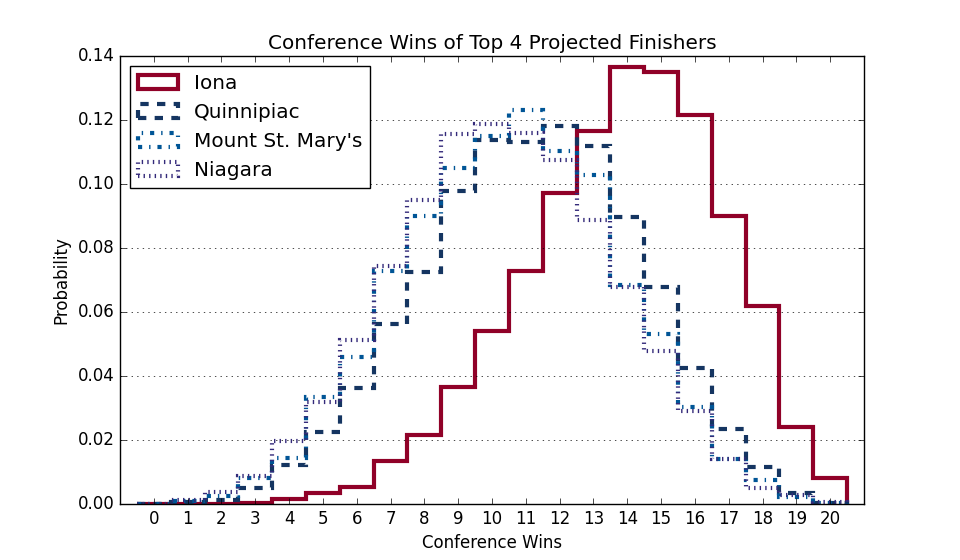 Conference Wins of Top 4 Projected Finishers
Iona
Quinnipiac
Mount St. Mary's
Niagara
0.14
0.12
0.10
0.08
0.06
0.04
0.02
0.00
Probability
0 1 2 3 4 5 6 7 8 9 10 11 12 13 14 15 16 17 18 19 20
Conference Wins